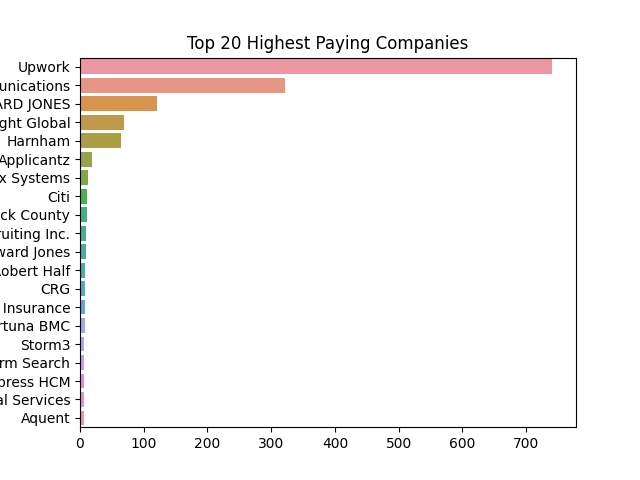 Top 20 Highest Paying Companies
Upwork
unications
ARD JONES
ght Global
Harnham
Applicantz
x Systems
Citi
ck County
ruiting Inc.
ward Jones
obert Half
CRG
Insurance
rtuna BMC
Storm3
rm Search
press HCM
al Services
Aquent
0 100 200 300 400 500 600 700